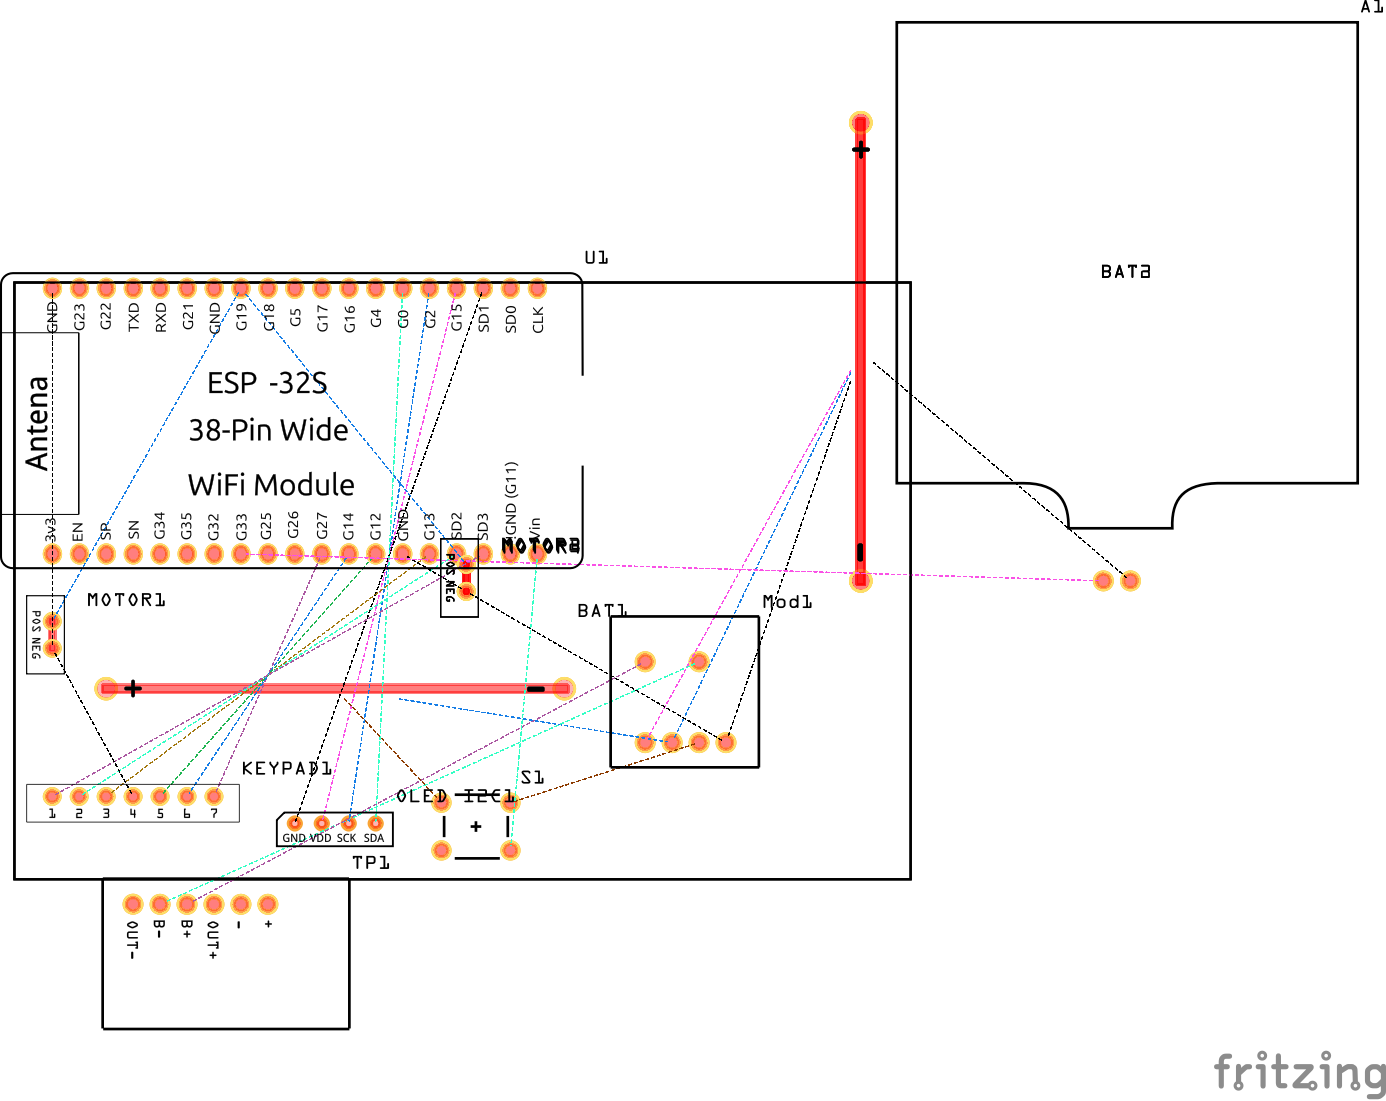 A1
BAT2
U1
GND G23 G22 TXD RXD G21 GND G19 G18 G5 G17 G16 G4 G0 G2 G15 SD1 SD0 CLK
+
Antena
ESP -32S
38-Pin Wide
WiFi Module
3v3 EN SP SN G34 G35 G32 G33 G25 G26 G27 G14 G12 GND G13 SD2 SD3 GND (G11) Vin
-
MOTOR2
POS NEG
MOTOR1
POS NEG
BAT1
Mod1
+ -
KEYPAD1
1 2 3 4 5 6 7
OLED I2C1
S1
+
GND VDD SCK SDA
TP1
OUT- B- B+ OUT+ - +
fritzing